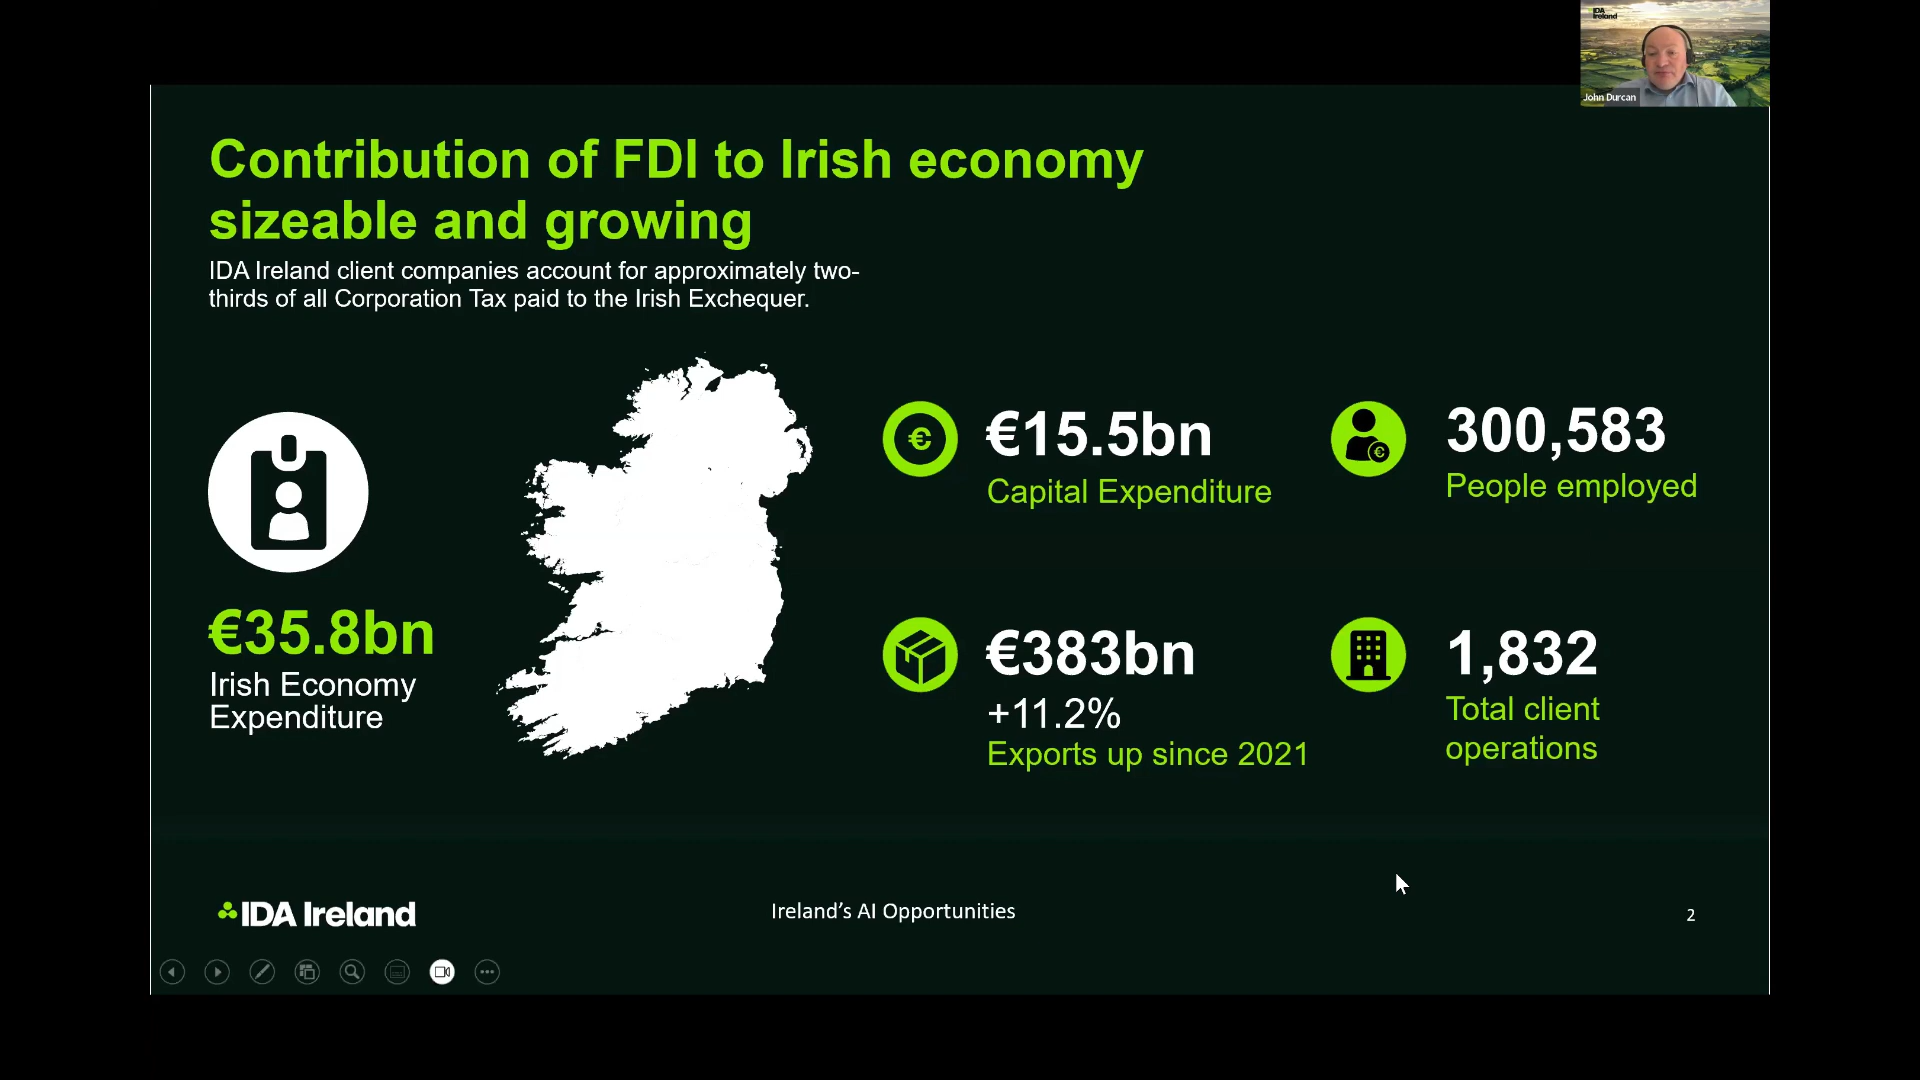 IDA
Ireland
John Durcan
Contribution of FDI to Irish economy
sizeable and growing
IDA Ireland client companies account for approximately two-
thirds of all Corporation Tax paid to the Irish Exchequer.
€35.8bn
Irish Economy
Expenditure
€
€15.5bn
Capital Expenditure
€
300,583
People employed
€383bn
+11.2%
Exports up since 2021
1,832
Total client
operations
IDA Ireland
Ireland’s AI Opportunities
2